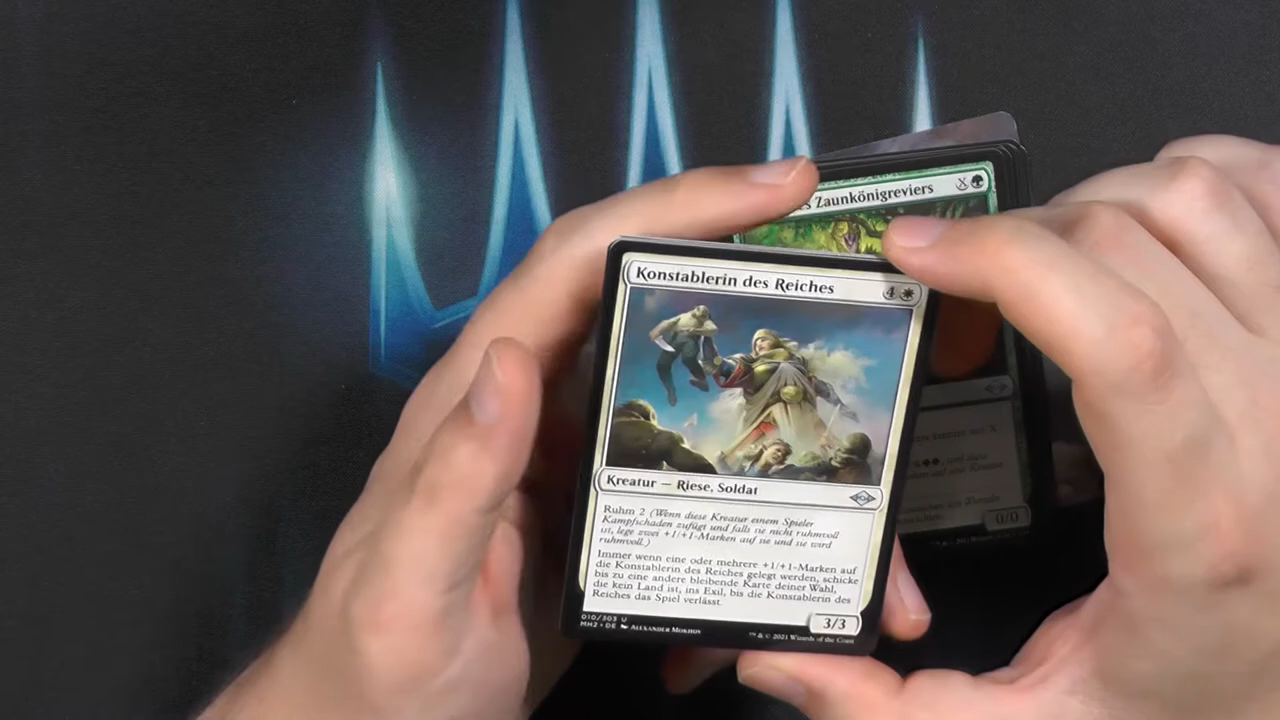 Zaunkönigreviers X
Konstablerin des Reiches 4
Kreatur — Riese, Soldat
Ruhm 2 (Wenn diese Kreatur einem Spieler
Kampfschaden zufügt und falls sie nicht ruhmvoll
ist, lege zwei +1/+1-Marken auf sie und sie wird
ruhmvoll.)
Immer wenn eine oder mehrere +1/+1-Marken auf
die Konstablerin des Reiches gelegt werden, schicke
bis zu eine andere bleibende Karte deiner Wahl,
die kein Land ist, ins Exil, bis die Konstablerin des
Reiches das Spiel verlässt.
3/3
010/303 U
MH2 • DE Alexander Mokhov
™ & © 2021 Wizards of the Coast
0/0